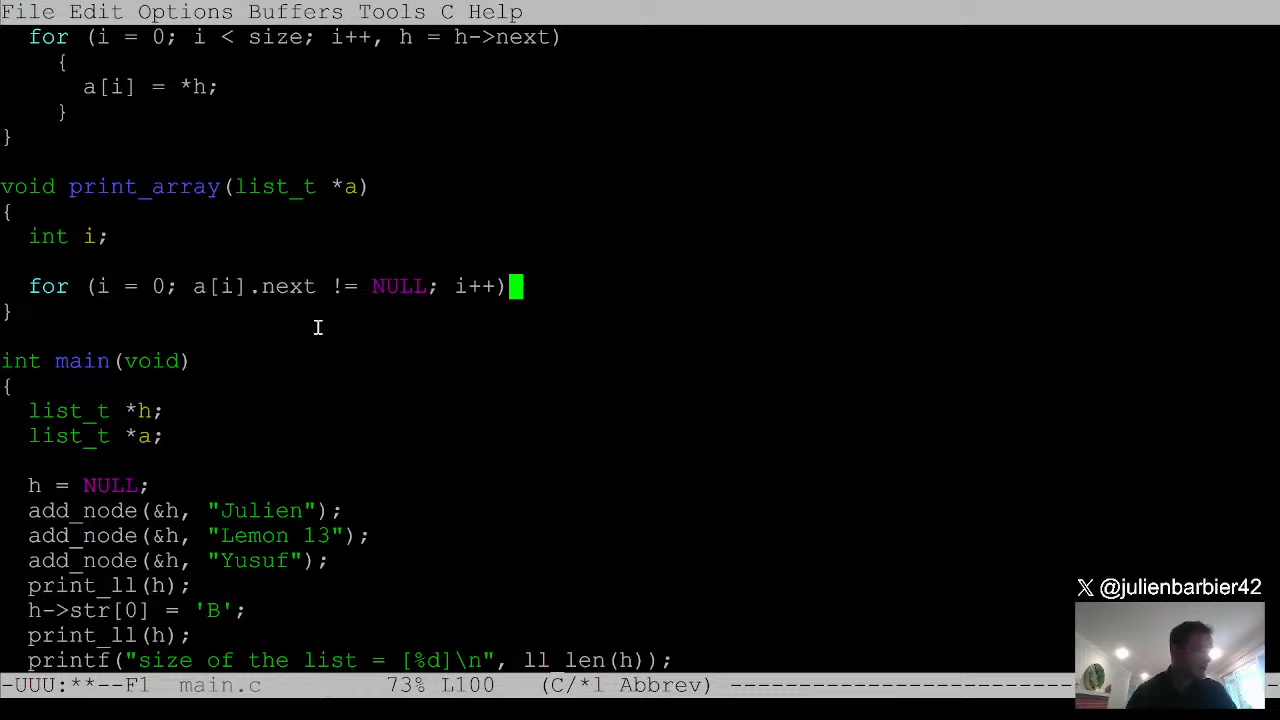 File Edit Options Buffers Tools C Help
for (i = 0; i < size; i++, h = h->next)
{
a[i] = *h;
}
}
void print_array(list_t *a)
{
int i;
for (i = 0; a[i].next != NULL; i++)
}
int main(void)
{
list_t *h;
list_t *a;
h = NULL;
add_node(&h, "Julien");
add_node(&h, "Lemon 13");
add_node(&h, "Yusuf");
print_ll(h);
h->str[0] = 'B';
print_ll(h);
printf("size of the list = [%d]\n", ll_len(h));
X @julienbarbier42
-UUU:**--F1 main.c 73% L100 (C/*l Abbrev) --------------------------